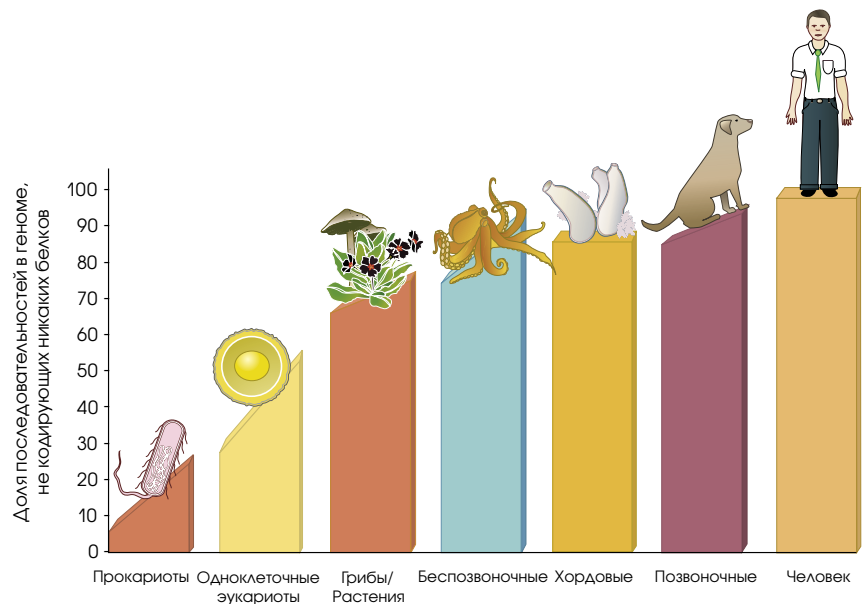 Доля последовательностей в геноме,
не кодирующих никаких белков
100
90
80
70
60
50
40
30
20
10
0
Прокариоты
Одноклеточные
эукариоты
Грибы/
Растения
Беспозвоночные
Хордовые
Позвоночные
Человек